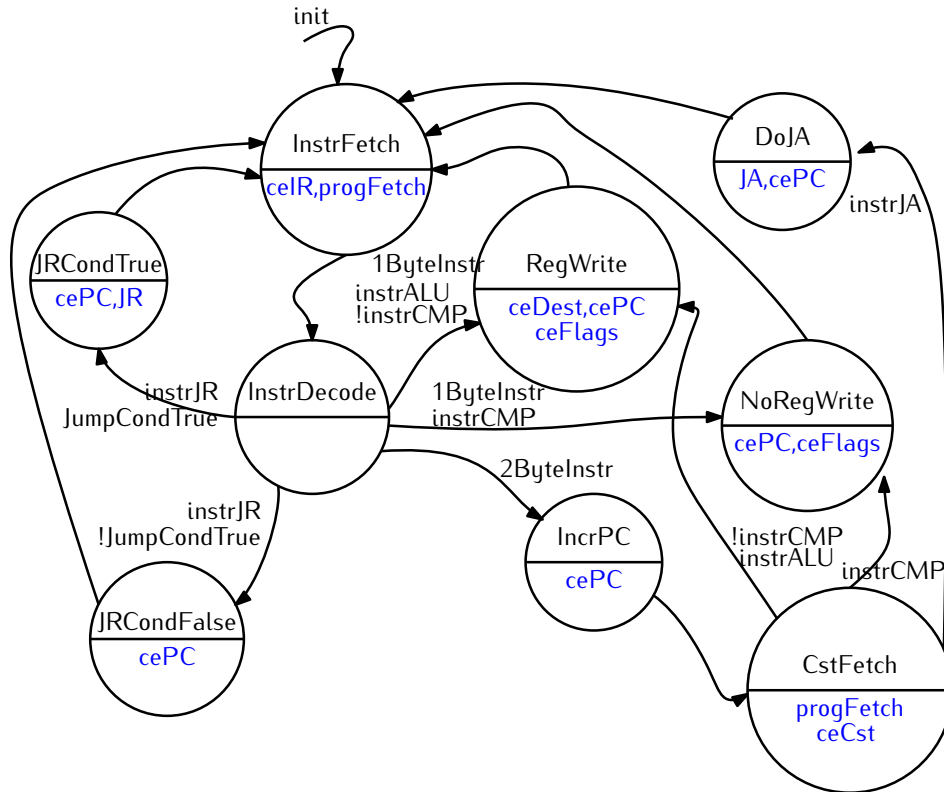 init
InstrFetch
ceIR,progFetch
DoJA
JA,cePC
instrJA
JRCondTrue
cePC,JR
1ByteInstr
instrALU
!instrCMP
RegWrite
ceDest,cePC
ceFlags
InstrDecode
instrJR
JumpCondTrue
1ByteInstr
instrCMP
NoRegWrite
cePC,ceFlags
2ByteInstr
instrJR
!JumpCondTrue
IncrPC
cePC
!instrCMP
instrALU
instrCMP
JRCondFalse
cePC
CstFetch
progFetch
ceCst